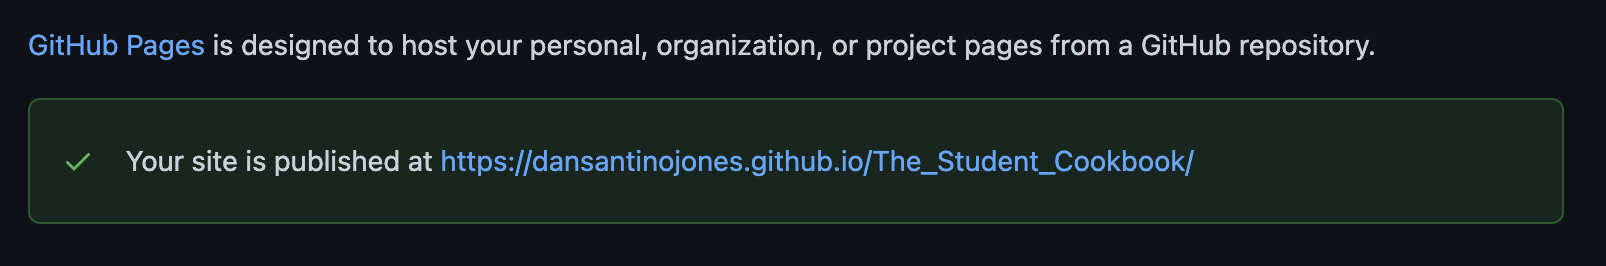 GitHub Pages is designed to host your personal, organization, or project pages from a GitHub repository.
Your site is published at https://dansantinojones.github.io/The_Student_Cookbook/